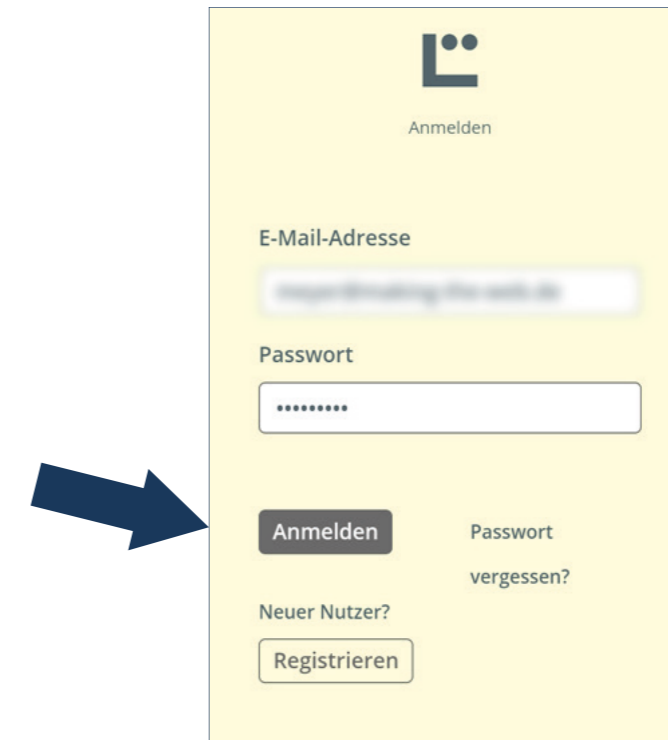 Anmelden
E-Mail-Adresse
Passwort
•••••••••
Anmelden
Passwort
vergessen?
Neuer Nutzer?
Registrieren